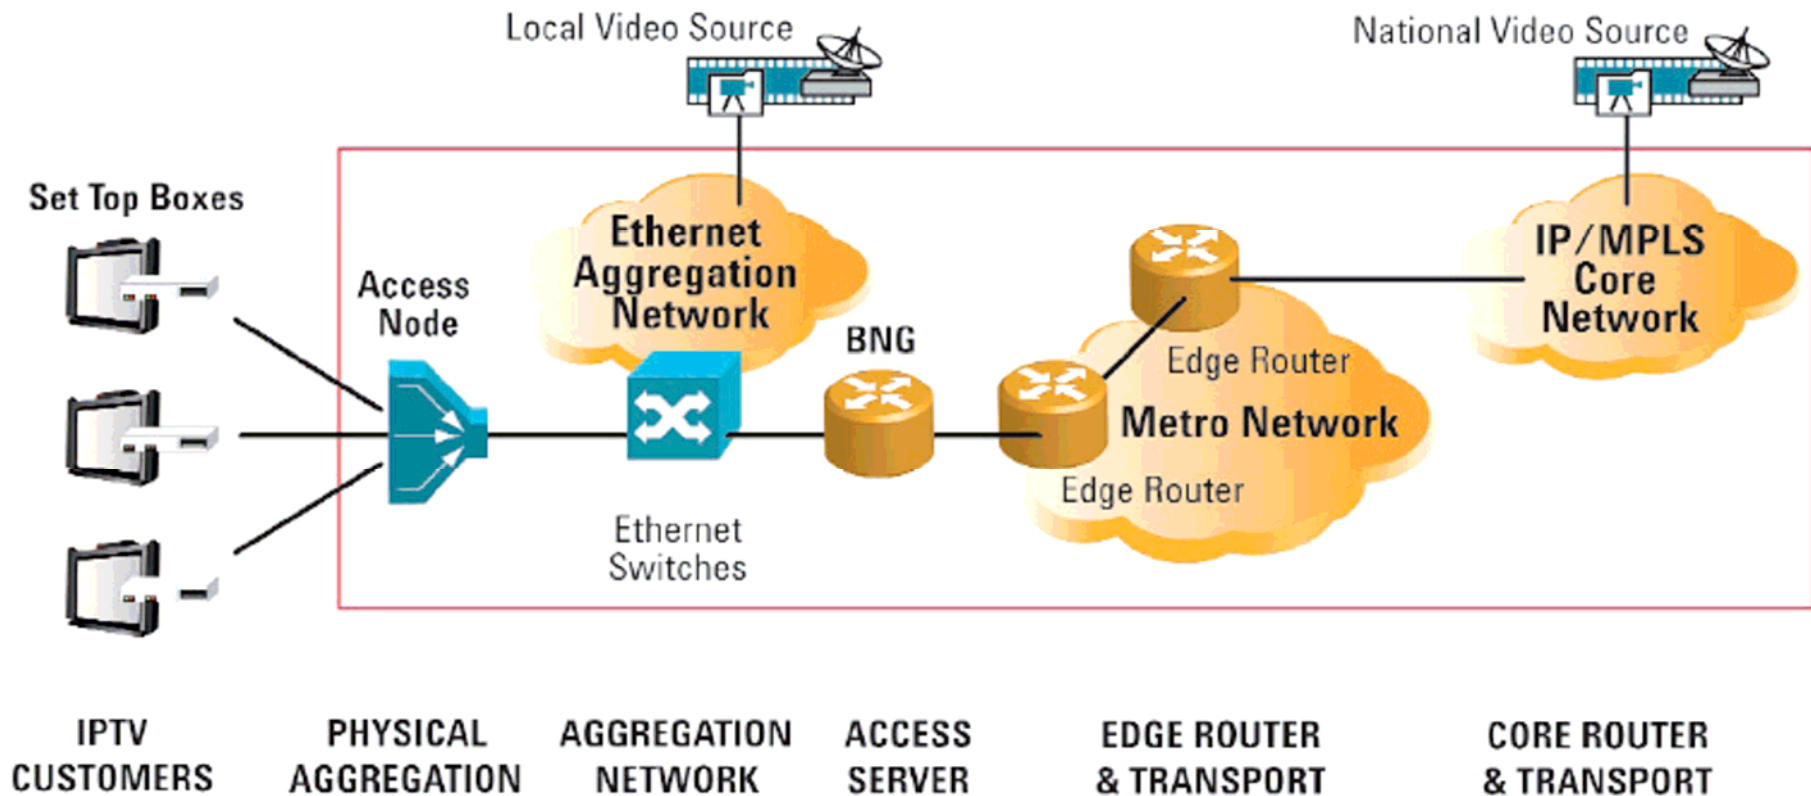 Local Video Source
National Video Source
Set Top Boxes
Access
Node
Ethernet
Aggregation
Network
BNG
IP/MPLS
Core
Network
Edge Router
Metro Network
Edge Router
Ethernet
Switches
IPTV
CUSTOMERS
PHYSICAL
AGGREGATION
AGGREGATION
NETWORK
ACCESS
SERVER
EDGE ROUTER
& TRANSPORT
CORE ROUTER
& TRANSPORT